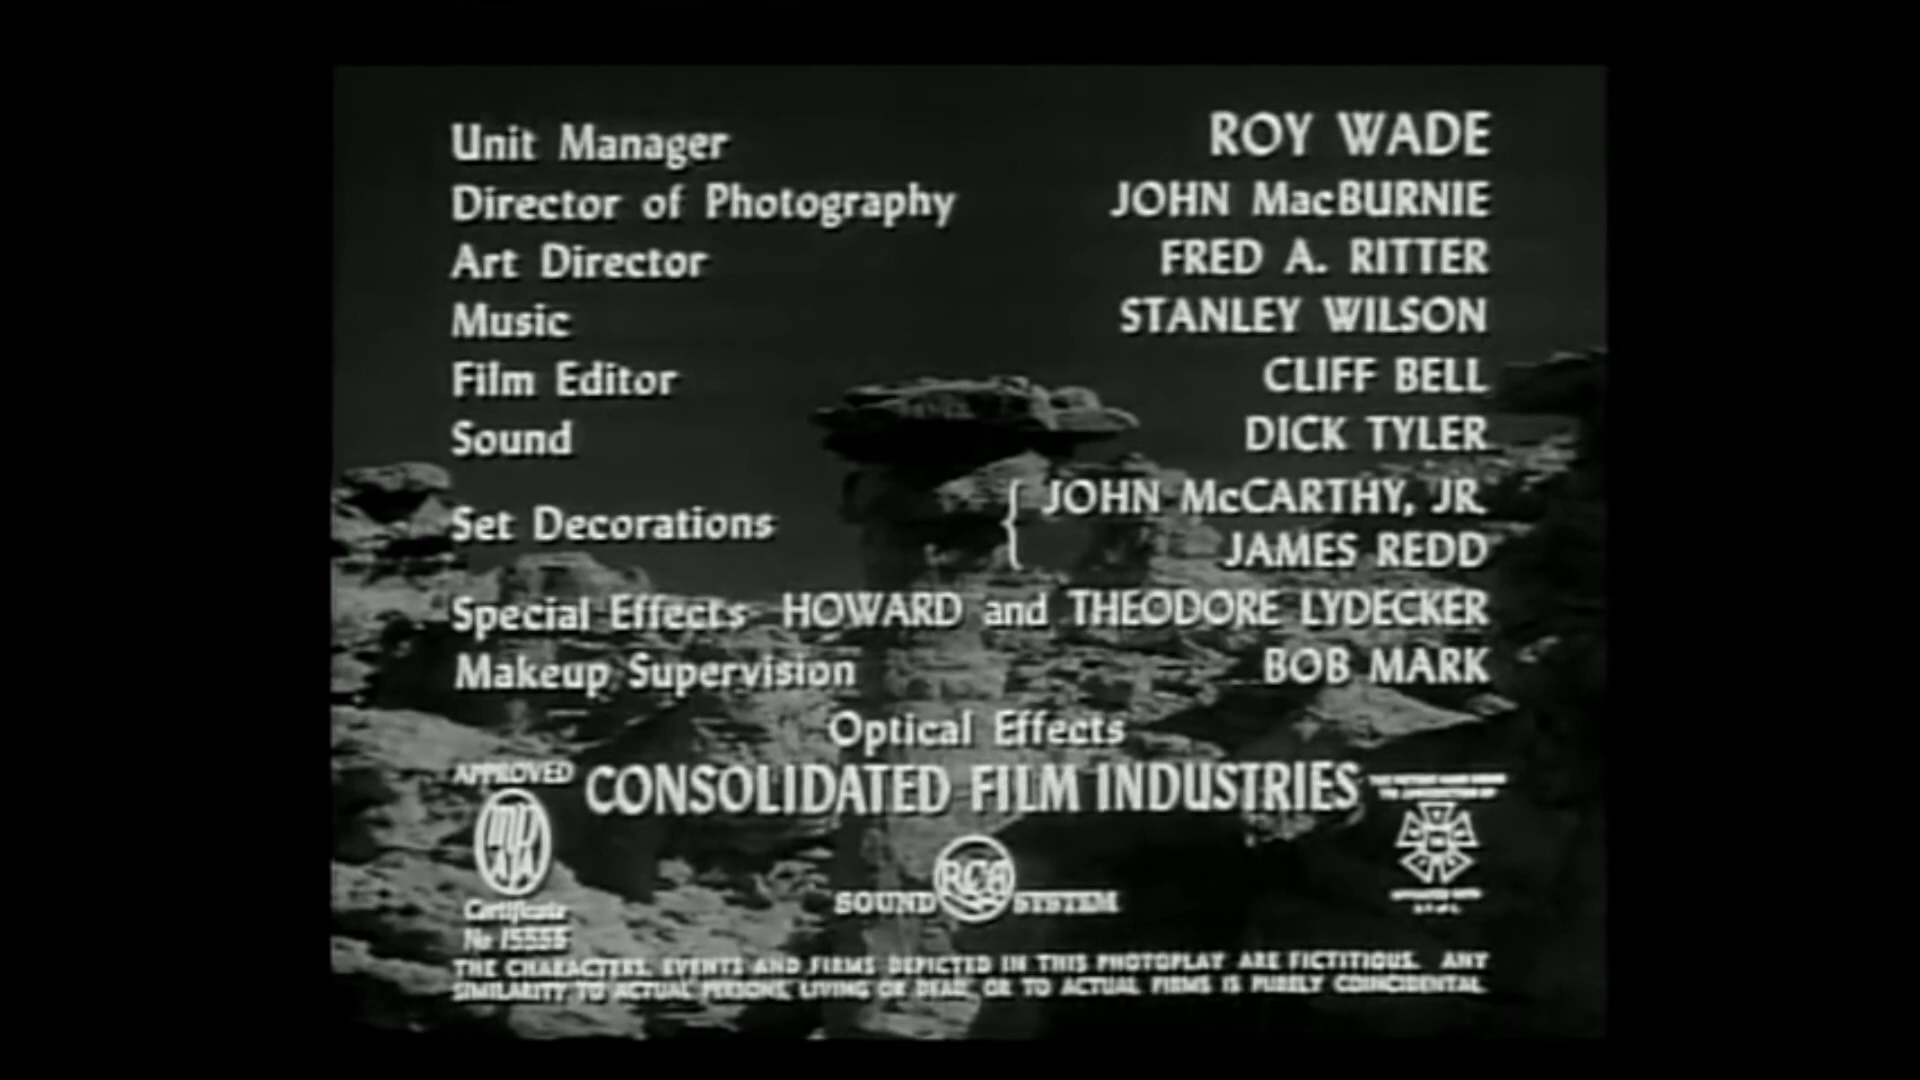 Unit Manager ROY WADE
Director of Photography JOHN MacBURNIE
Art Director FRED A. RITTER
Music STANLEY WILSON
Film Editor CLIFF BELL
Sound DICK TYLER
Set Decorations { JOHN McCARTHY, JR.
JAMES REDD
Special Effects HOWARD and THEODORE LYDECKER
Makeup Supervision BOB MARK
Optical Effects
CONSOLIDATED FILM INDUSTRIES
APPROVED
Certificate
No 15555
SOUND RCA SYSTEM
THE CHARACTERS, EVENTS AND FIRMS DEPICTED IN THIS PHOTOPLAY ARE FICTITIOUS. ANY
SIMILARITY TO ACTUAL PERSONS, LIVING OR DEAD, OR TO ACTUAL FIRMS IS PURELY COINCIDENTAL.